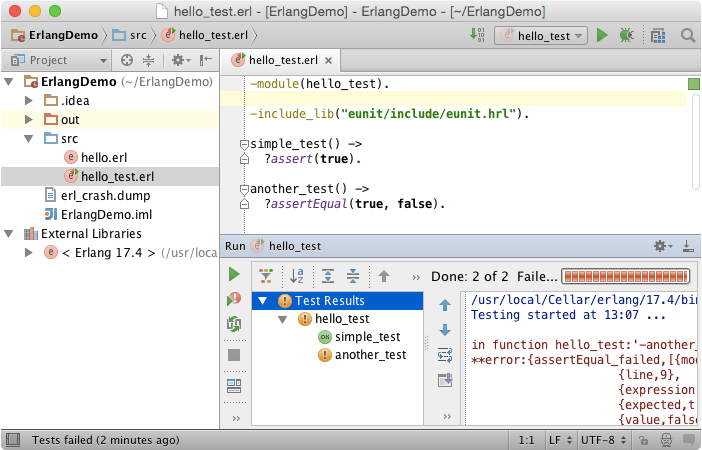 hello_test.erl - [ErlangDemo] - ErlangDemo - [~/ErlangDemo]
ErlangDemo src hello_test.erl hello_test
Project
hello_test.erl
ErlangDemo (~/ErlangDemo)
.idea
out
src
hello.erl
hello_test.erl
erl_crash.dump
ErlangDemo.iml
External Libraries
< Erlang 17.4 > (/usr/loca
-module(hello_test).
-include_lib("eunit/include/eunit.hrl").
simple_test() ->
?assert(true).
another_test() ->
?assertEqual(true, false).
Run hello_test
Done: 2 of 2 Faile...
Test Results
hello_test
OK simple_test
another_test
/usr/local/Cellar/erlang/17.4/bin
Testing started at 13:07 ...
in function hello_test:'-another_
**error:{assertEqual_failed,[{mod
{line,9},
{expression
{expected,t
{value,false
Tests failed (2 minutes ago)
1:1 LF UTF-8